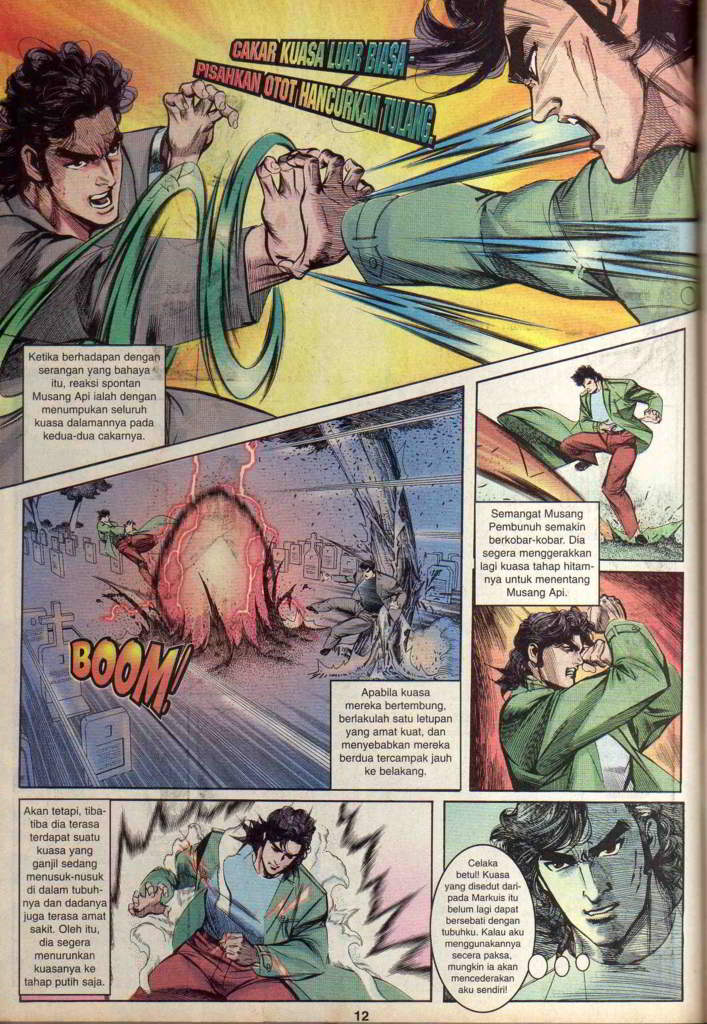 CAKAR KUASA LUAR BIASA -
PISAHKAN OTOT HANCURKAN TULANG.
Ketika berhadapan dengan
serangan yang bahaya
itu, reaksi spontan
Musang Api ialah dengan
menumpukan seluruh
kuasa dalamannya pada
kedua-dua cakarnya.
Semangat Musang
Pembunuh semakin
berkobar-kobar. Dia
segera menggerakkan
lagi kuasa tahap hitam-
nya untuk menentang
Musang Api.
BOOM!
Apabila kuasa
mereka bertembung,
berlakulah satu letupan
yang amat kuat, dan
menyebabkan mereka
berdua tercampak jauh
ke belakang.
Akan tetapi, tiba-
tiba dia terasa
terdapat suatu
kuasa yang
ganjil sedang
menusuk-nusuk
di dalam tubuh-
nya dan dadanya
juga terasa amat
sakit. Oleh itu,
dia segera
menurunkan
kuasanya ke
tahap putih saja.
Celaka
betul! Kuasa
yang disedut dari-
pada Markuis itu
belum lagi dapat
bersebati dengan
tubuhku. Kalau aku
menggunakannya
secera paksa,
mungkin ia akan
mencederakan
aku sendiri!
12